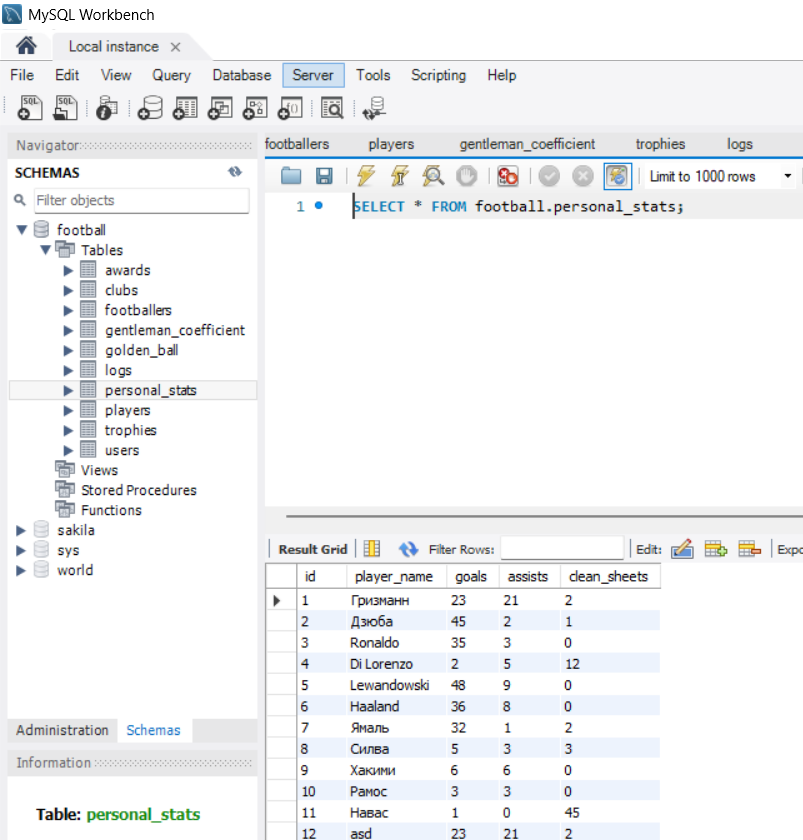 MySQL Workbench
Local instance
File Edit View Query Database Server Tools Scripting Help
Navigator
SCHEMAS
Filter objects
football
Tables
awards
clubs
footballers
gentleman_coefficient
golden_ball
logs
personal_stats
players
trophies
users
Views
Stored Procedures
Functions
sakila
sys
world
Administration Schemas
Information
Table: personal_stats
footballers players gentleman_coefficient trophies logs
Limit to 1000 rows
1 SELECT * FROM football.personal_stats;
Result Grid Filter Rows: Edit: Expo
id player_name goals assists clean_sheets
1 Гризманн 23 21 2
2 Дзюба 45 2 1
3 Ronaldo 35 3 0
4 Di Lorenzo 2 5 12
5 Lewandowski 48 9 0
6 Haaland 36 8 0
7 Ямаль 32 1 2
8 Силва 5 3 3
9 Хакими 6 6 0
10 Рамос 3 3 0
11 Навас 1 0 45
12 asd 23 21 2